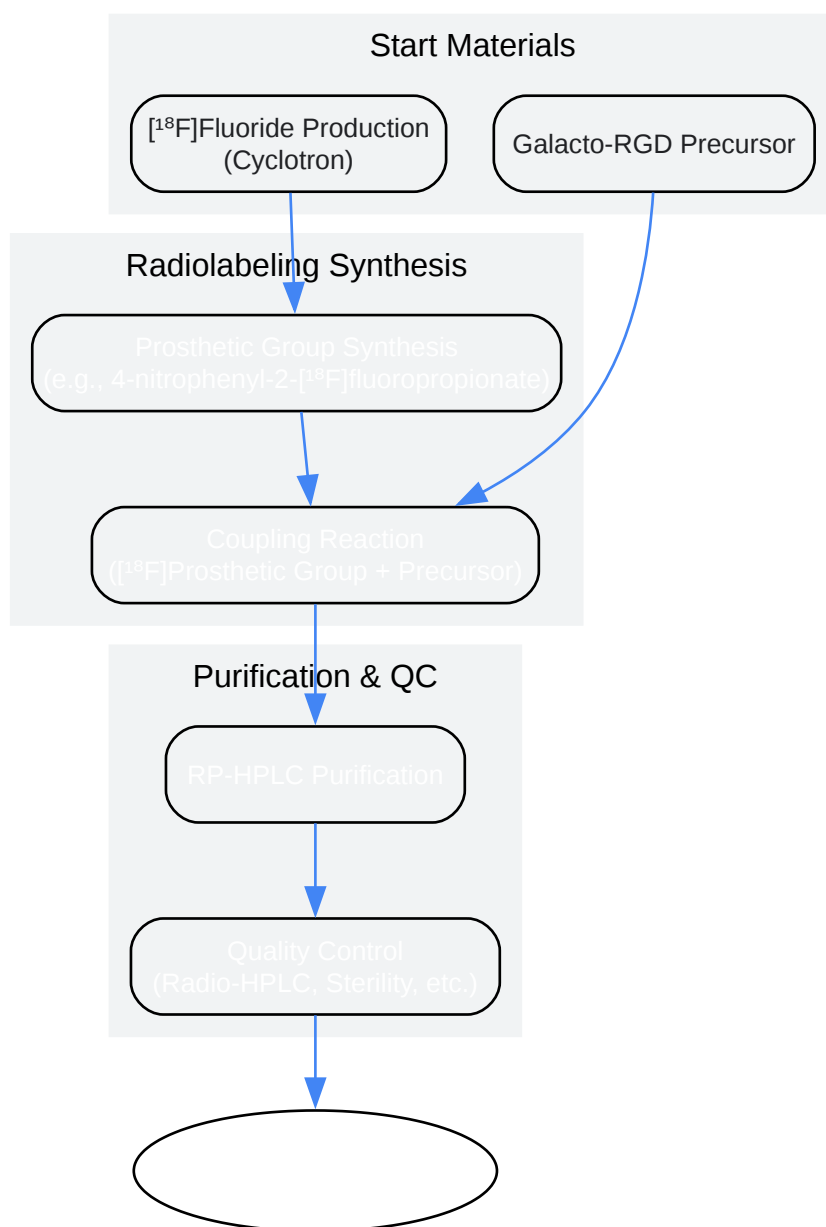 Start Materials
[¹⁸F]Fluoride Production
(Cyclotron)
Galacto-RGD Precursor
Radiolabeling Synthesis
Prosthetic Group Synthesis
(e.g., 4-nitrophenyl-2-[¹⁸F]fluoropropionate)
Coupling Reaction
([¹⁸F]Prosthetic Group + Precursor)
Purification & QC
RP-HPLC Purification
Quality Control
(Radio-HPLC, Sterility, etc.)